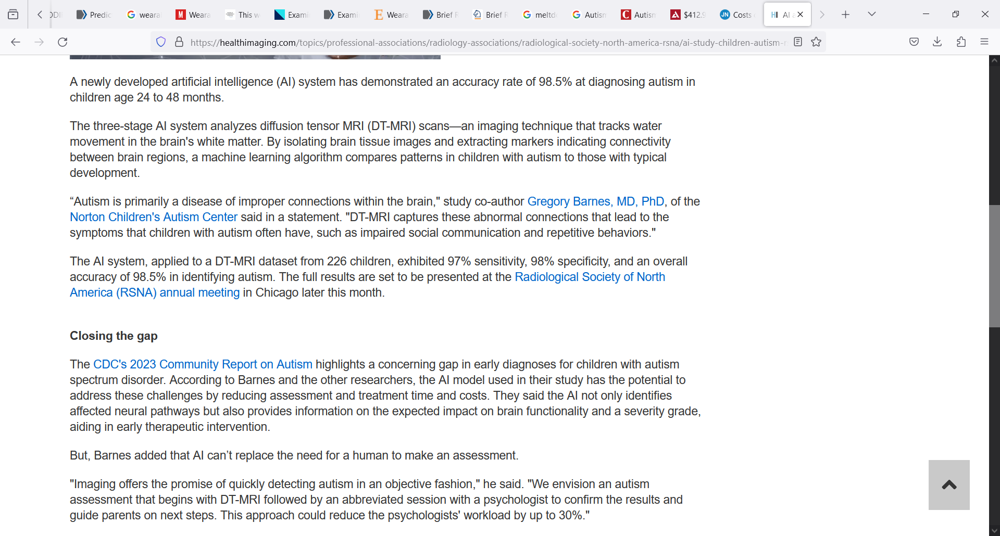 Predic
wearal
Weara
This w
Exami
Exami
Weara
Brief R
Brief R
meltdo
Autism
Autism
$412.9
Costs
AI a
https://healthimaging.com/topics/professional-associations/radiology-associations/radiological-society-north-america-rsna/ai-study-children-autism-
A newly developed artificial intelligence (AI) system has demonstrated an accuracy rate of 98.5% at diagnosing autism in
children age 24 to 48 months.
The three-stage AI system analyzes diffusion tensor MRI (DT-MRI) scans—an imaging technique that tracks water
movement in the brain's white matter. By isolating brain tissue images and extracting markers indicating connectivity
between brain regions, a machine learning algorithm compares patterns in children with autism to those with typical
development.
“Autism is primarily a disease of improper connections within the brain," study co-author Gregory Barnes, MD, PhD, of the
Norton Children's Autism Center said in a statement. "DT-MRI captures these abnormal connections that lead to the
symptoms that children with autism often have, such as impaired social communication and repetitive behaviors."
The AI system, applied to a DT-MRI dataset from 226 children, exhibited 97% sensitivity, 98% specificity, and an overall
accuracy of 98.5% in identifying autism. The full results are set to be presented at the Radiological Society of North
America (RSNA) annual meeting in Chicago later this month.
Closing the gap
The CDC's 2023 Community Report on Autism highlights a concerning gap in early diagnoses for children with autism
spectrum disorder. According to Barnes and the other researchers, the AI model used in their study has the potential to
address these challenges by reducing assessment and treatment time and costs. They said the AI not only identifies
affected neural pathways but also provides information on the expected impact on brain functionality and a severity grade,
aiding in early therapeutic intervention.
But, Barnes added that AI can’t replace the need for a human to make an assessment.
"Imaging offers the promise of quickly detecting autism in an objective fashion," he said. "We envision an autism
assessment that begins with DT-MRI followed by an abbreviated session with a psychologist to confirm the results and
guide parents on next steps. This approach could reduce the psychologists' workload by up to 30%."